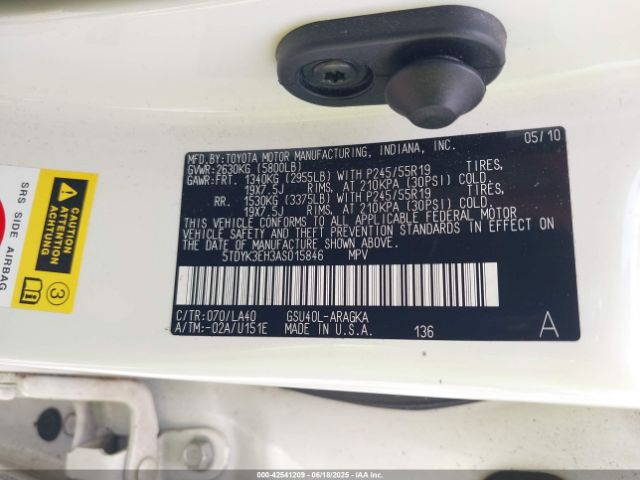 MFD.BY:TOYOTA MOTOR MANUFACTURING, INDIANA, INC. 05/10
GVWR:2630KG (5800LB)
GAWR:FRT. 1340KG (2955LB) WITH P245/55R19 TIRES,
19X7.5J RIMS, AT 210KPA (30PSI) COLD.
RR. 1530KG (3375LB) WITH P245/55R19 TIRES,
19X7.5J RIMS, AT 210KPA (30PSI) COLD.
THIS VEHICLE CONFORMS TO ALL APPLICABLE FEDERAL MOTOR
VEHICLE SAFETY AND THEFT PREVENTION STANDARDS IN EFFECT ON
THE DATE OF MANUFACTURE SHOWN ABOVE.
5TDYK3EH3AS015846 MPV
C/TR:070/LA40 GSU40L-ARAGKA
A/TM:-02A/U151E MADE IN U.S.A. 136 A
SRS SIDE AIRBAG
CAUTION
ACHTUNG
ATTENTION
3
000-42541209 - 06/18/2025 - IAAI.COM